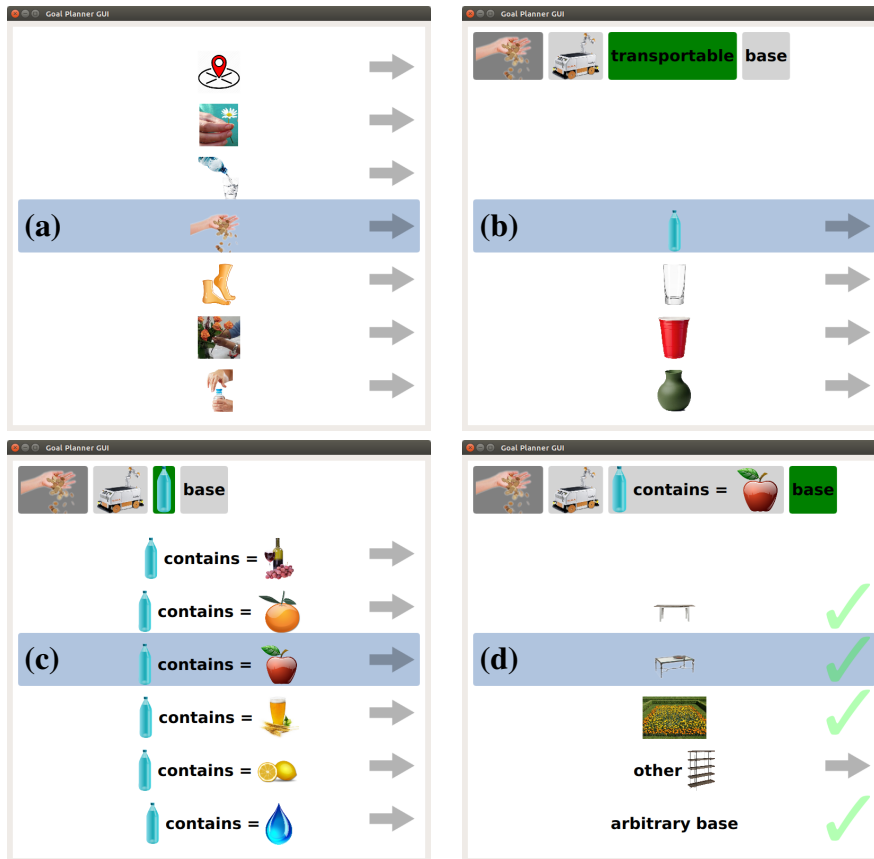 Goal Planner GUI
(a)
Goal Planner GUI
transportable base
(b)
Goal Planner GUI
base
contains =
contains =
(c) contains =
contains =
contains =
contains =
Goal Planner GUI
contains = base
(d)
other
arbitrary base